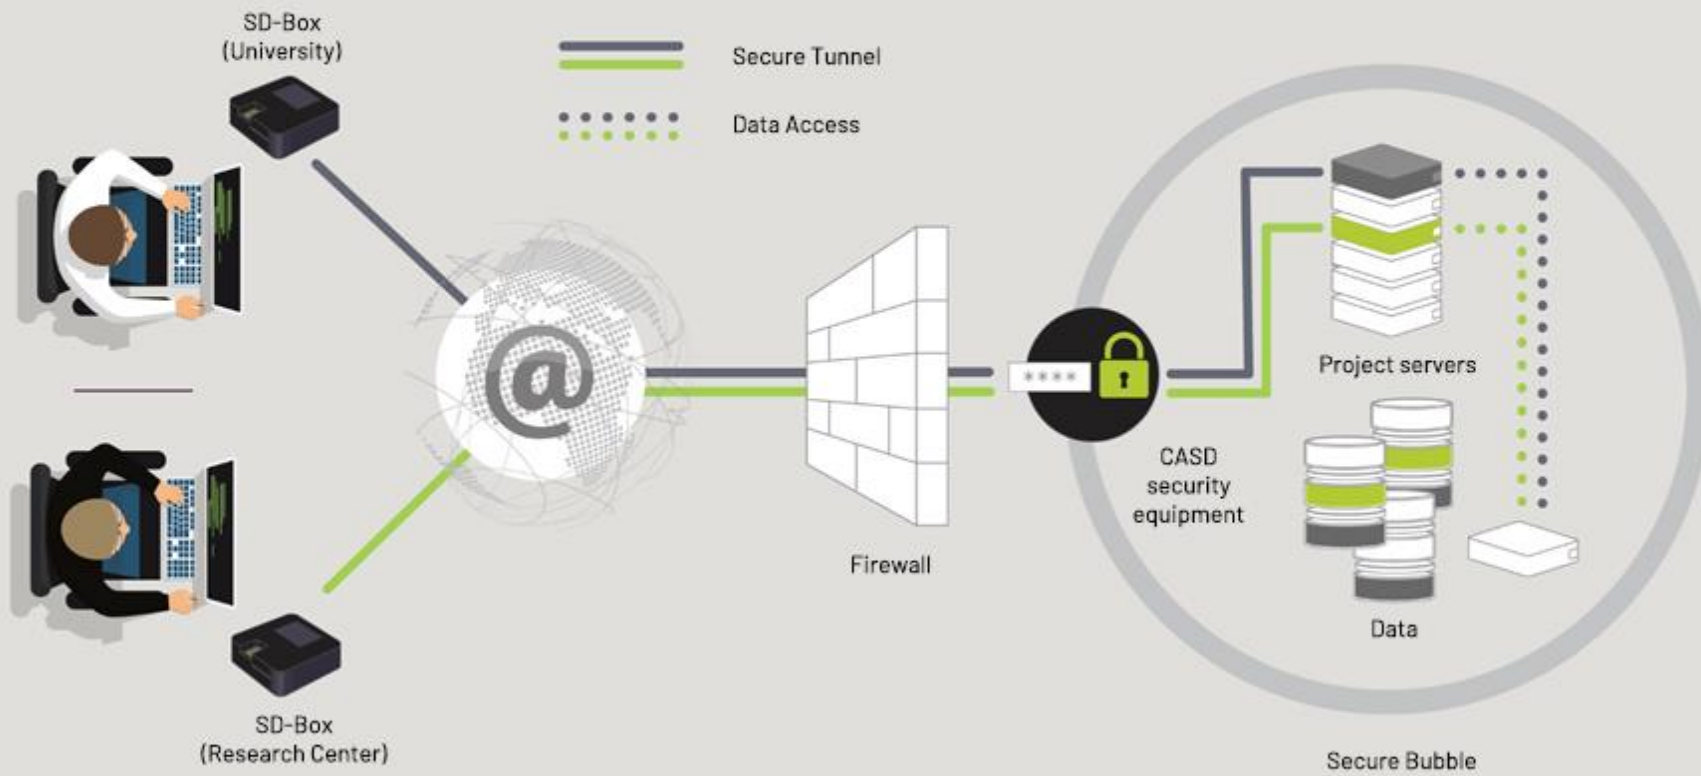 SD-Box
(University)
Secure Tunnel
Data Access
@
****
Project servers
CASD
security
equipment
Firewall
Data
SD-Box
(Research Center)
Secure Bubble